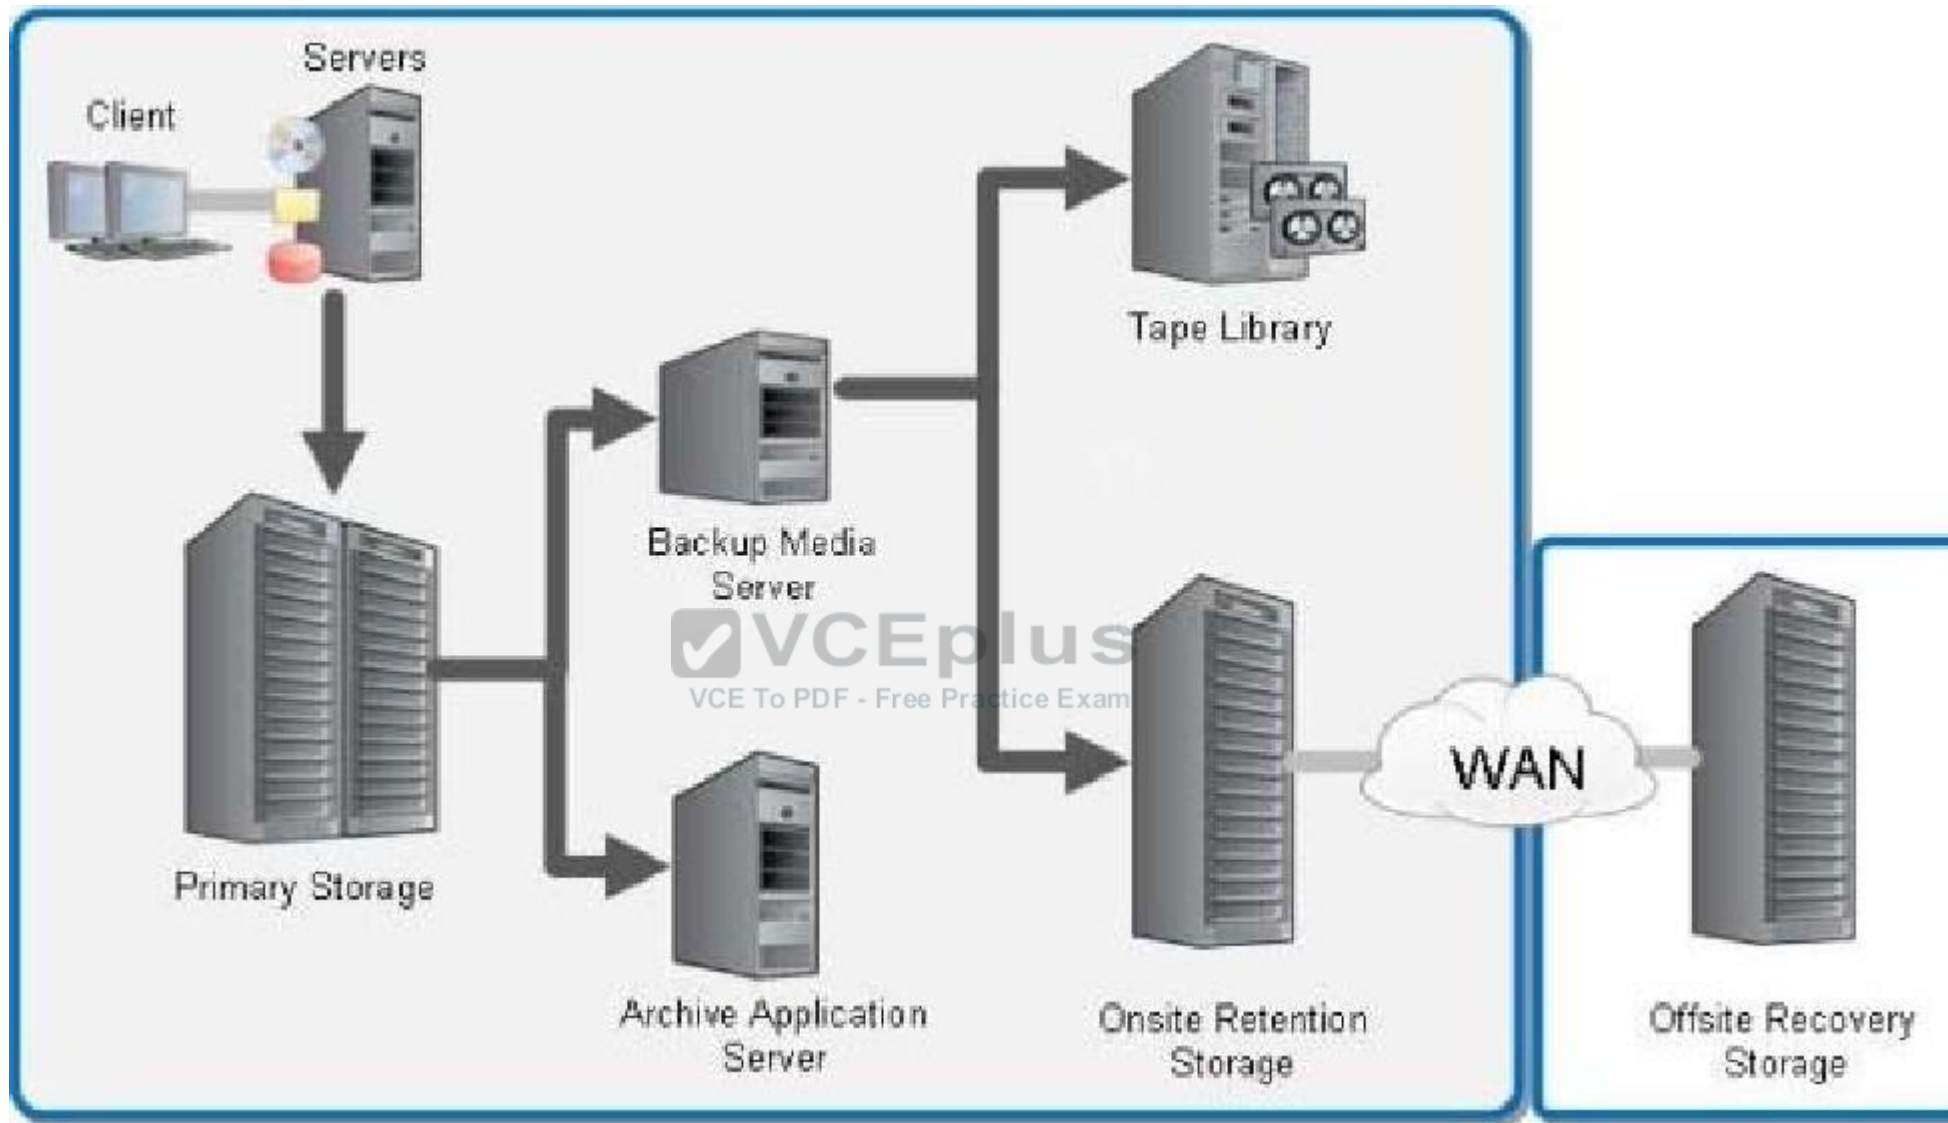 Servers
Client
Tape Library
Backup Media
Server
VCEplus
VCE To PDF - Free Practice Exam
WAN
Primary Storage
Archive Application
Server
Onsite Retention
Storage
Offsite Recovery
Storage